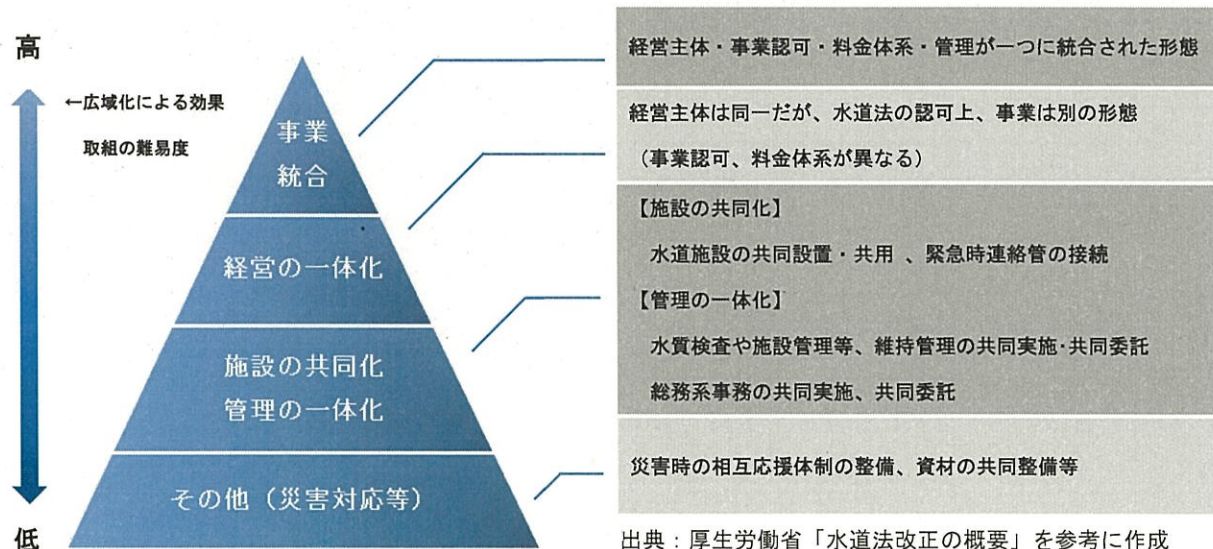 高
←広域化による効果
取組の難易度
低
事業
統合
経営の一体化
施設の共同化
管理の一体化
その他（災害対応等）
経営主体・事業認可・料金体系・管理が一つに統合された形態
経営主体は同一だが、水道法の認可上、事業は別の形態
（事業認可、料金体系が異なる）
【施設の共同化】
水道施設の共同設置・共用 、緊急時連絡管の接続
【管理の一体化】
水質検査や施設管理等、維持管理の共同実施・共同委託
総務系事務の共同実施、共同委託
災害時の相互応援体制の整備、資材の共同整備等
出典：厚生労働省「水道法改正の概要」を参考に作成